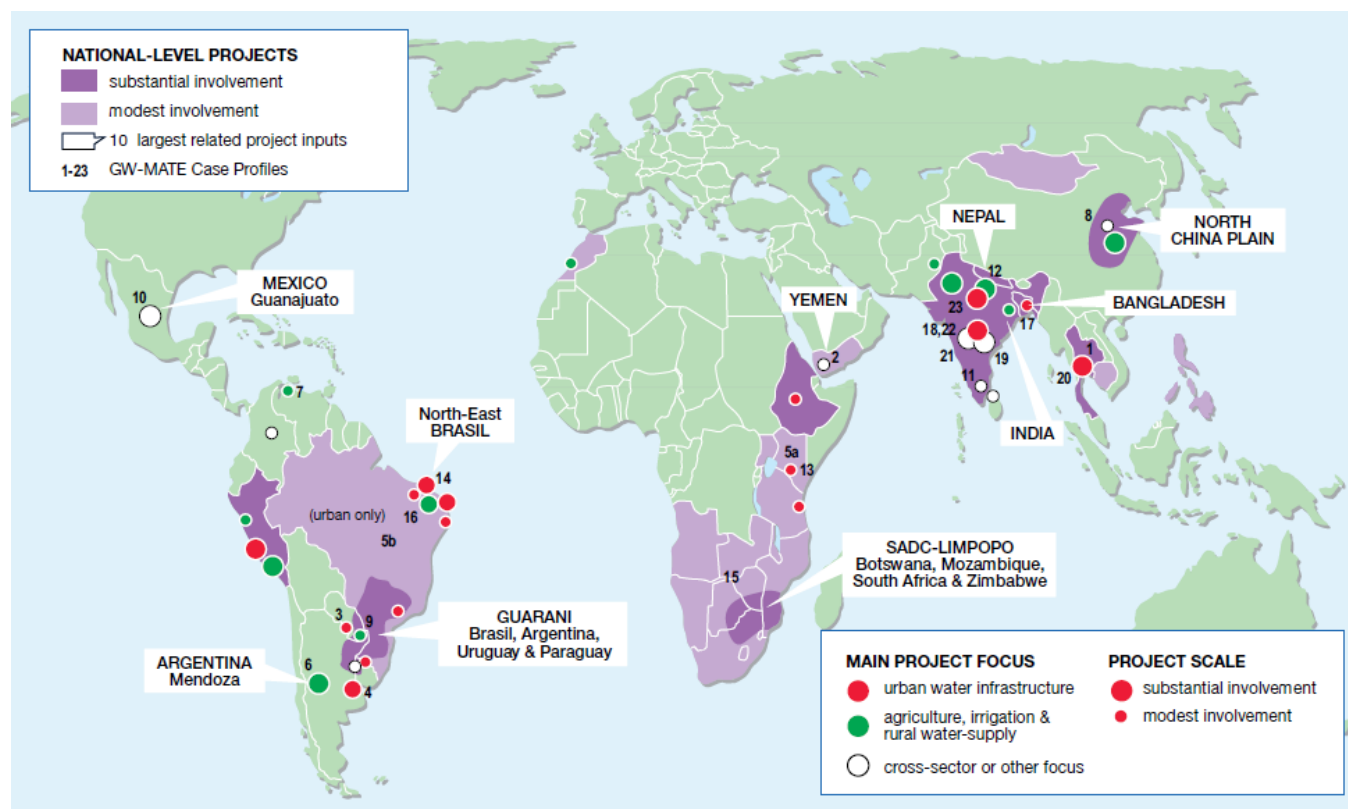 NATIONAL-LEVEL PROJECTS
substantial involvement
modest involvement
10 largest related project inputs
1-23 GW-MATE Case Profiles
NEPAL
8
NORTH
CHINA PLAIN
MEXICO
Guanajuato
10
12
YEMEN
23
BANGLADESH
17
18,22
2
1
21
19
20
11
7
North-East
BRASIL
INDIA
14
5a
13
(urban only)
16
5b
SADC-LIMPOPO
Botswana, Mozambique,
South Africa & Zimbabwe
15
3
9
GUARANI
Brasil, Argentina,
Uruguay & Paraguay
ARGENTINA
Mendoza
6
4
MAIN PROJECT FOCUS
urban water infrastructure
agriculture, irrigation &
rural water-supply
cross-sector or other focus
PROJECT SCALE
substantial involvement
modest involvement